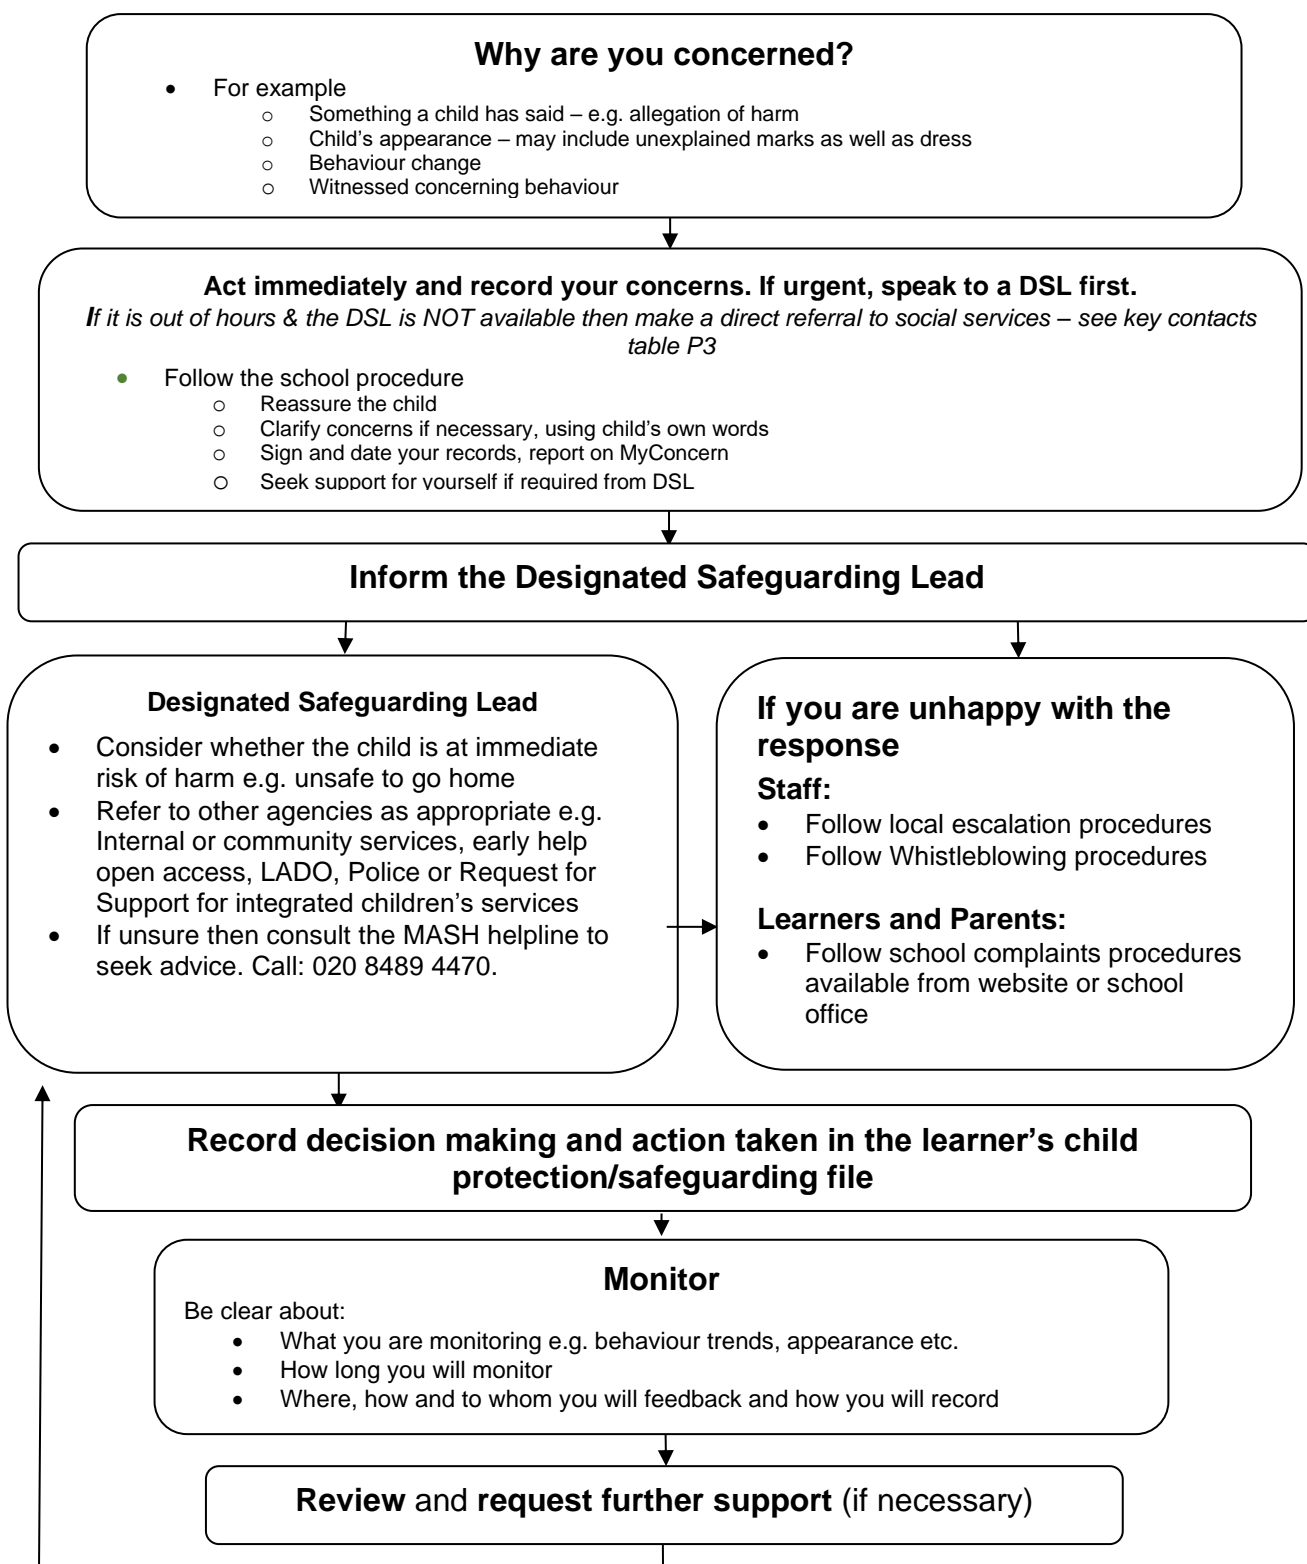 Why are you concerned?
• For example
o Something a child has said – e.g. allegation of harm
o Child's appearance – may include unexplained marks as well as dress
o Behaviour change
o Witnessed concerning behaviour
Act immediately and record your concerns. If urgent, speak to a DSL first.
If it is out of hours & the DSL is NOT available then make a direct referral to social services – see key contacts
table P3
• Follow the school procedure
o Reassure the child
o Clarify concerns if necessary, using child's own words
o Sign and date your records, report on MyConcern
o Seek support for yourself if required from DSL
Inform the Designated Safeguarding Lead
Designated Safeguarding Lead
• Consider whether the child is at immediate
risk of harm e.g. unsafe to go home
• Refer to other agencies as appropriate e.g.
Internal or community services, early help
open access, LADO, Police or Request for
Support for integrated children's services
• If unsure then consult the MASH helpline to
seek advice. Call: 020 8489 4470.
If you are unhappy with the
response
Staff:
• Follow local escalation procedures
• Follow Whistleblowing procedures
Learners and Parents:
• Follow school complaints procedures
available from website or school
office
Record decision making and action taken in the learner's child
protection/safeguarding file
Monitor
Be clear about:
• What you are monitoring e.g. behaviour trends, appearance etc.
• How long you will monitor
• Where, how and to whom you will feedback and how you will record
Review and request further support (if necessary)